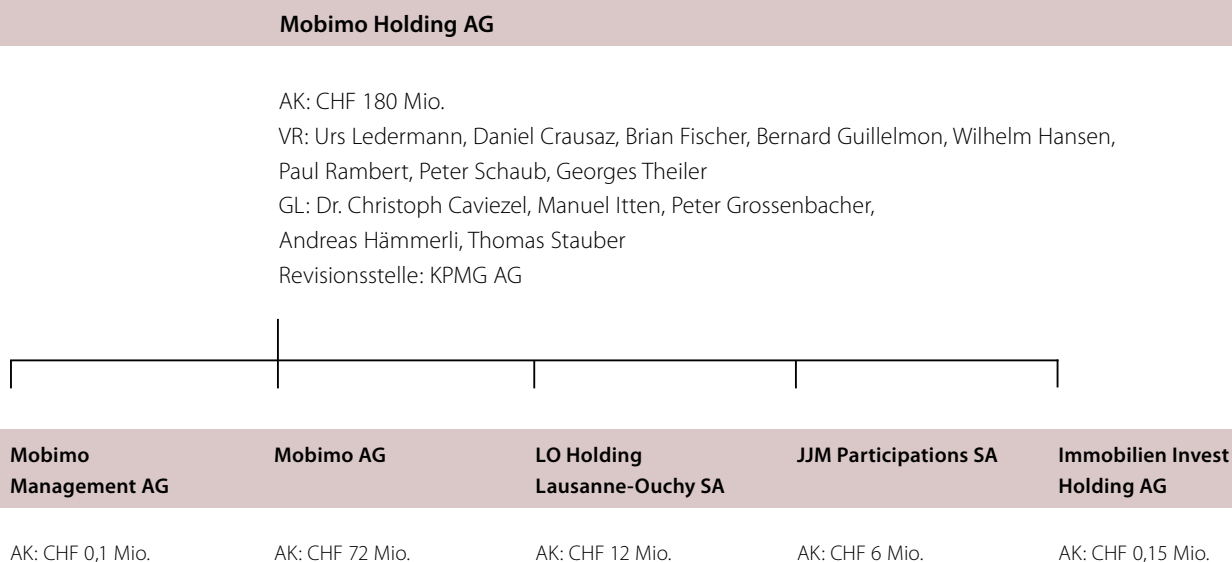 Mobimo Holding AG
AK: CHF 180 Mio.
VR: Urs Ledermann, Daniel Crausaz, Brian Fischer, Bernard Guillelmon, Wilhelm Hansen,
Paul Rambert, Peter Schaub, Georges Theiler
GL: Dr. Christoph Caviezel, Manuel Itten, Peter Grossenbacher,
Andreas Hämmerli, Thomas Stauber
Revisionsstelle: KPMG AG
Mobimo
Management AG
Mobimo AG
LO Holding
Lausanne-Ouchy SA
JJM Participations SA
Immobilien Invest
Holding AG
AK: CHF 0,1 Mio.
AK: CHF 72 Mio.
AK: CHF 12 Mio.
AK: CHF 6 Mio.
AK: CHF 0,15 Mio.